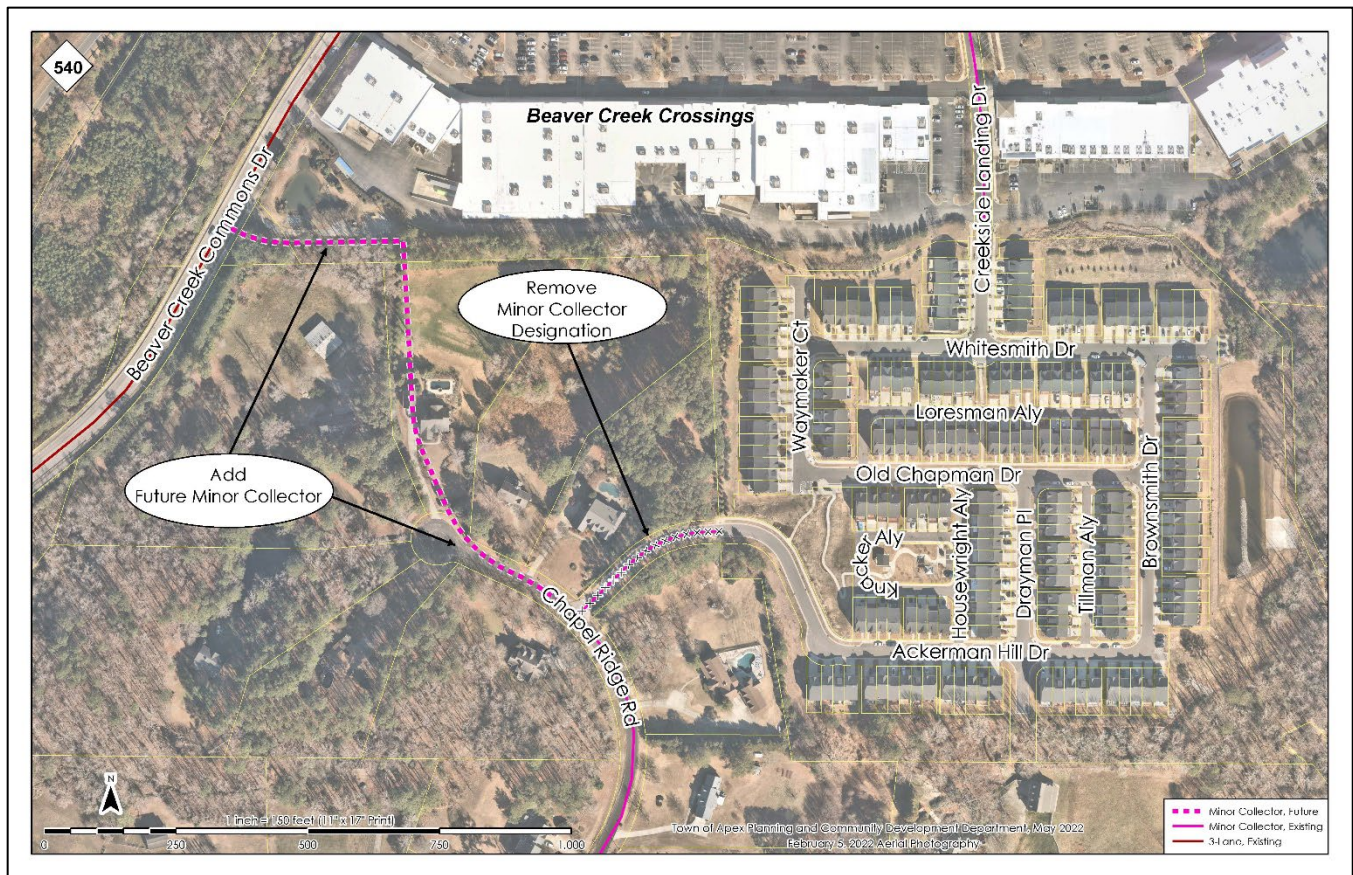 540
Beaver Creek Crossings
Beaver Creek Commons Dr
Creekside Landing Dr
Remove
Minor Collector
Designation
Waymaker Ct
Whitesmith Dr
Loresman Aly
Old Chapman Dr
Brownsmith Dr
Add
Future Minor Collector
Knocker Aly
Housewright Aly
Drayman Pl
Tillman Aly
Chapel Ridge Rd
Ackerman Hill Dr
N
1 inch = 150 feet (11" x 17" Print)
0 250 500 750 1,000
Town of Apex Planning and Community Development Department, May 2022
February 5, 2022 Aerial Photography
Minor Collector, Future
Minor Collector, Existing
3-Lane, Existing